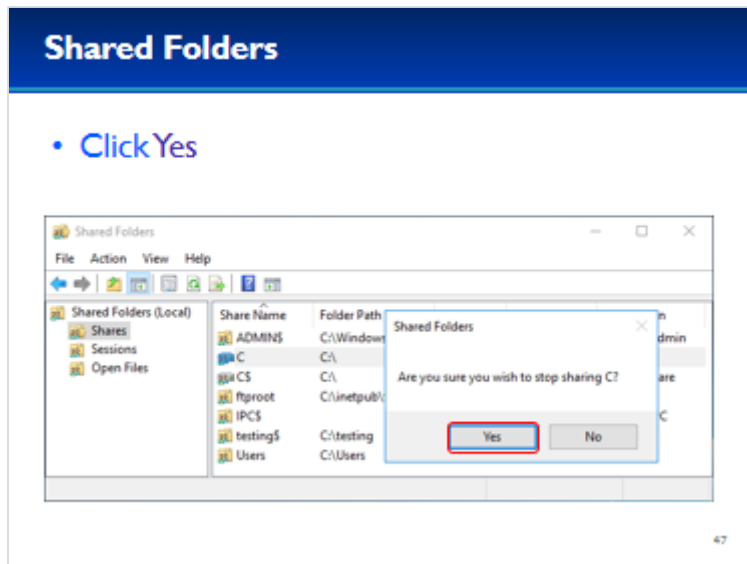 Shared Folders
• Click Yes
Shared Folders
File Action View Help
Shared Folders (Local)
Shares
Sessions
Open Files
Share Name Folder Path
ADMIN$ C:\Windows
C C:\
C$ C:\
ftproot C:\inetpub\
IPC$
testing$ C:\testing
Users C:\Users
Shared Folders
Are you sure you wish to stop sharing C?
Yes No
dmin
are
C
47